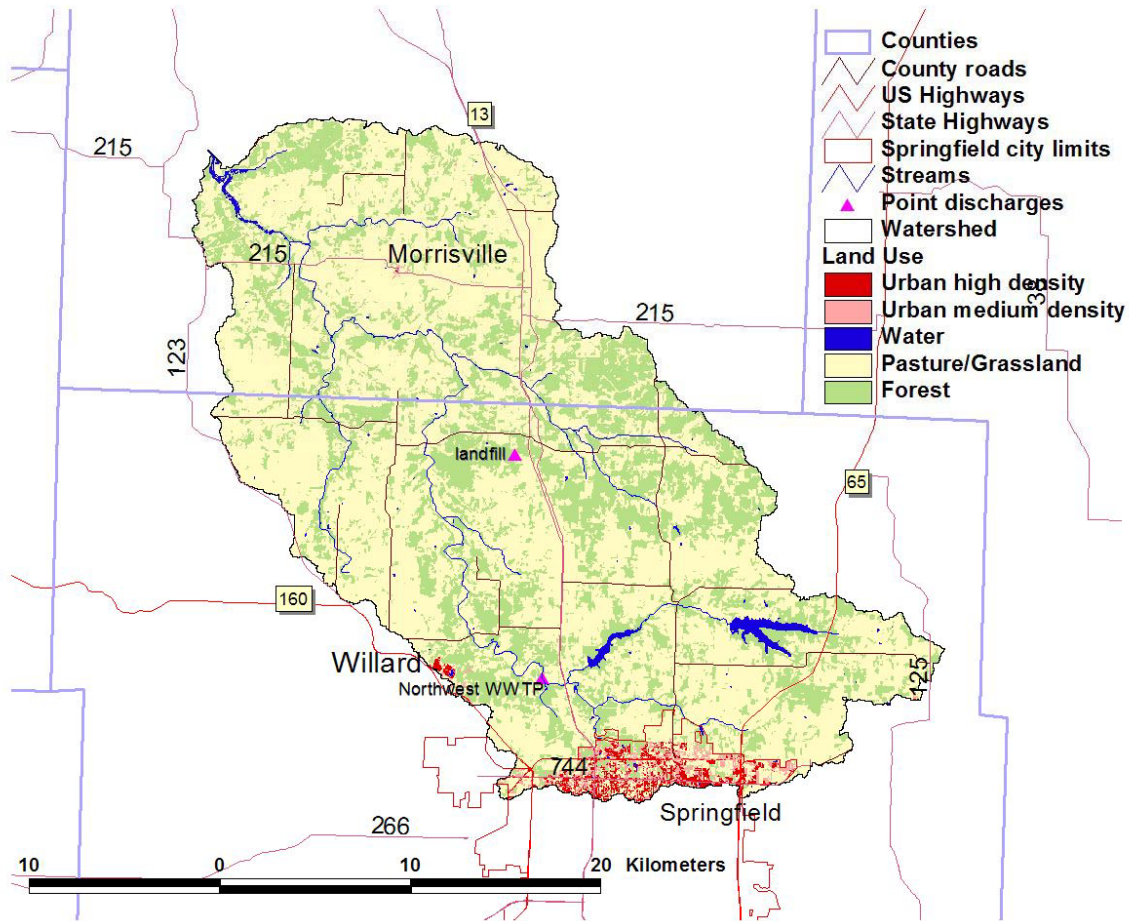 Counties
County roads
US Highways
State Highways
Springfield city limits
Streams
Point discharges
Watershed
Land Use
Urban high density
Urban medium density
Water
Pasture/Grassland
Forest
13
215
215
Morrisville
215
123
landfill
65
160
Willard
Northwest WWTP
125
744
Springfield
266
10 0 10 20 Kilometers